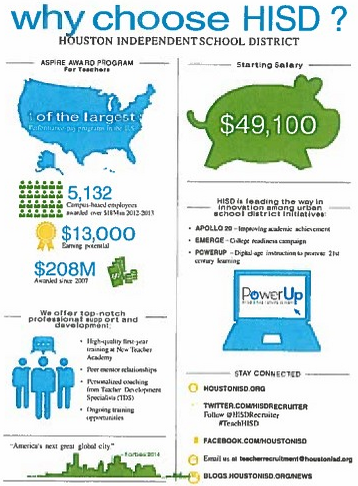 why choose HISD ?
HOUSTON INDEPENDENT SCHOOL DISTRICT
ASPIRE AWARD PROGRAM
For Teachers
1 of the largest
Performance pay programs in the U.S.
5,132
Campus-based employees
awarded over $18M in 2012-2013
$13,000
Earning potential
$208M
Awarded since 2007
We offer top-notch
professional support and
development:
• High-quality first-year
training at New Teacher
Academy
• Peer mentor relationships
• Personalized coaching
from Teacher Development
Specialists (TDS)
• Ongoing training
opportunities
"America's next great global city."
- Forbes 2014
Starting Salary
$49,100
HISD is leading the way in
innovation among urban
school district initiatives:
• APOLLO 20 - Improving academic achievement
• EMERGE - College readiness campaign
• POWERUP - Digital-age instruction to promote 21st
century learning
PowerUp
STAY CONNECTED
HOUSTONISD.ORG
TWITTER.COM/HISDRECRUITER
Follow @HISDRecruiter
#TeachHISD
FACEBOOK.COM/HOUSTONISD
Email us at teacherrecruitment@houstonisd.org
BLOGS.HOUSTONISD.ORG/NEWS